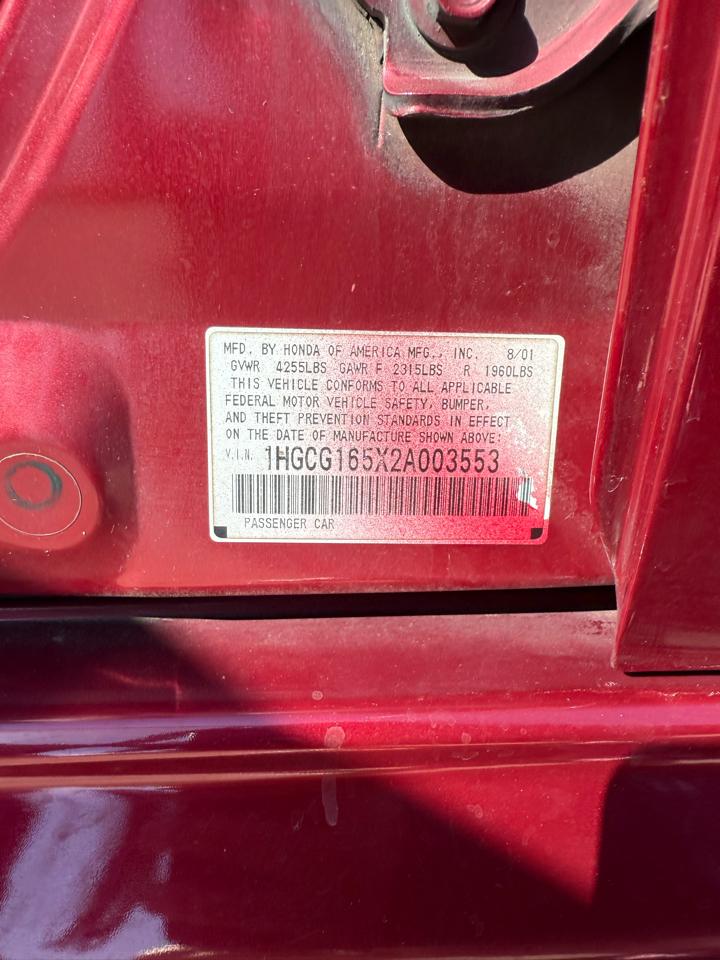 MFD. BY HONDA OF AMERICA MFG., INC. 8/01
GVWR 4255LBS GAWR F 2315LBS R 1960LBS
THIS VEHICLE CONFORMS TO ALL APPLICABLE
FEDERAL MOTOR VEHICLE SAFETY, BUMPER,
AND THEFT PREVENTION STANDARDS IN EFFECT
ON THE DATE OF MANUFACTURE SHOWN ABOVE:
V.I.N. 1HGCG165X2A003553
PASSENGER CAR